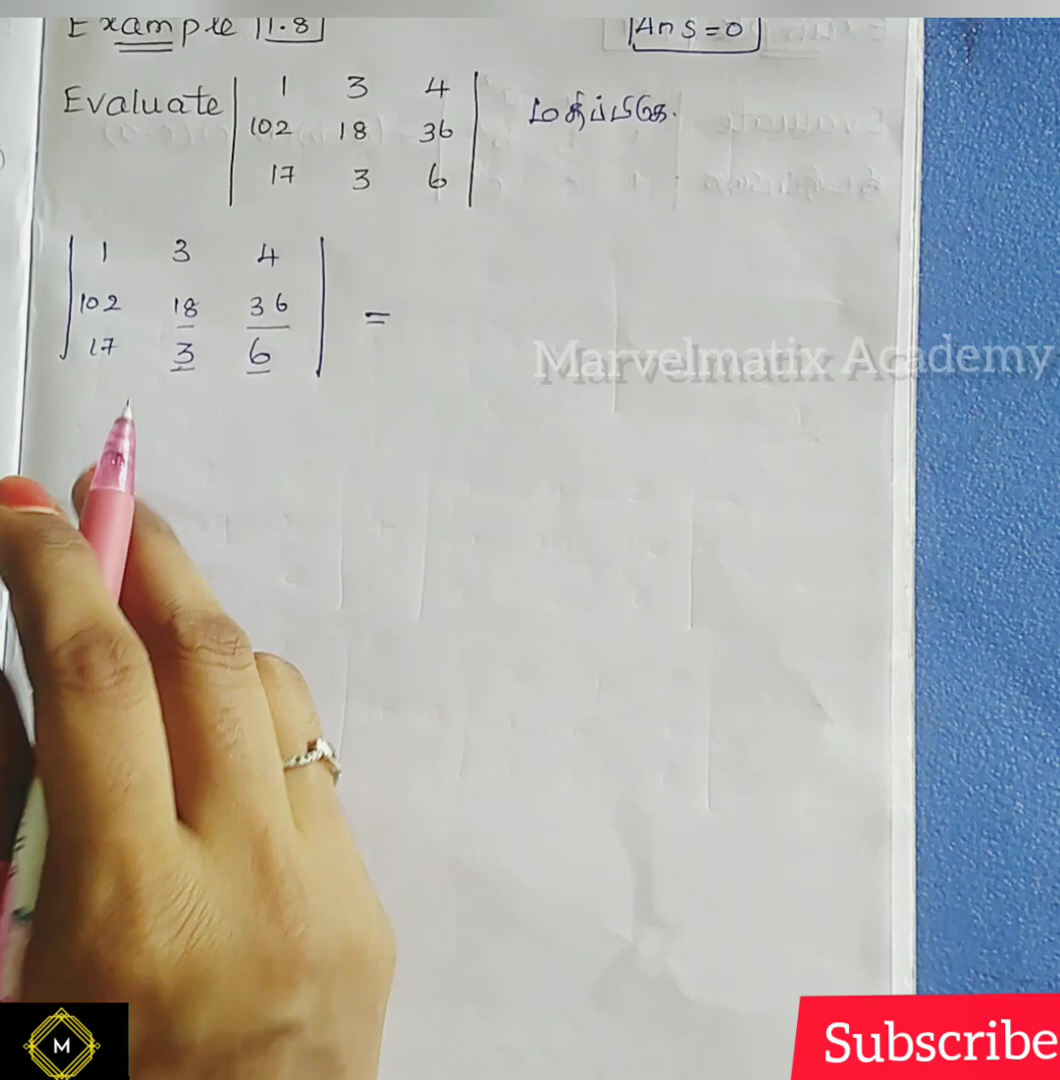 Example 11.8
Ans = 0
Evaluate | 1 3 4 | மதிப்பிடுக.
| 102 18 36 |
| 17 3 6 |
| 1 3 4 |
| 102 18 36 | =
| 17 3 6 |
Marvelmatix Academy
M
Subscribe